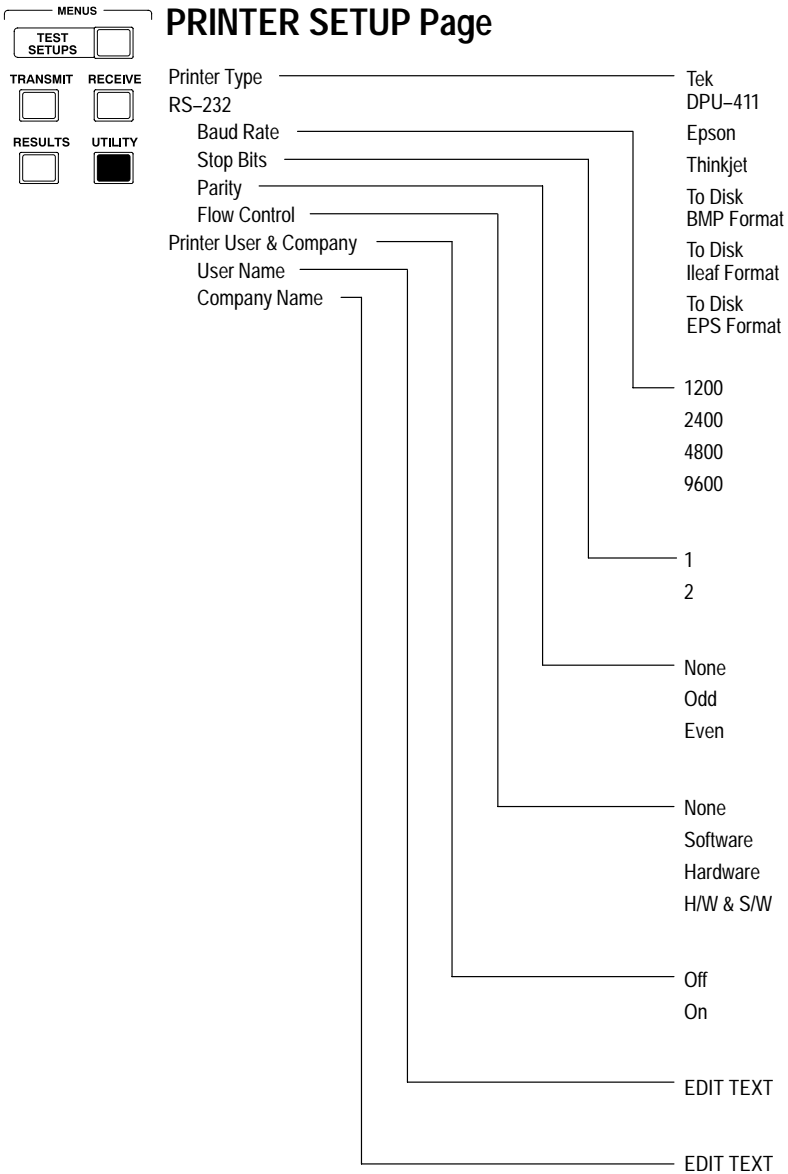 MENUS
TEST
SETUPS
TRANSMIT RECEIVE
RESULTS UTILITY
PRINTER SETUP Page
Printer Type
RS–232
Baud Rate
Stop Bits
Parity
Flow Control
Printer User & Company
User Name
Company Name
Tek
DPU–411
Epson
Thinkjet
To Disk
BMP Format
To Disk
Ileaf Format
To Disk
EPS Format
1200
2400
4800
9600
1
2
None
Odd
Even
None
Software
Hardware
H/W & S/W
Off
On
EDIT TEXT
EDIT TEXT